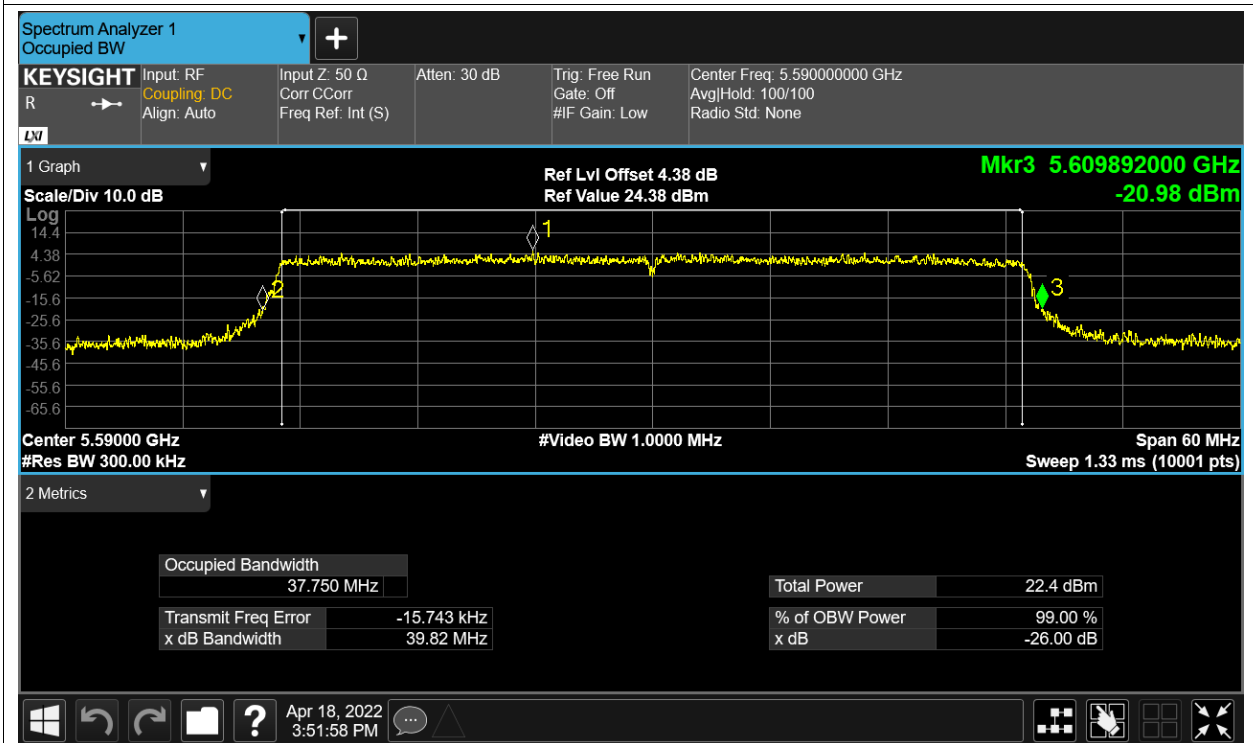 Spectrum Analyzer 1
Occupied BW
KEYSIGHT
R
LXI
Input: RF
Coupling: DC
Align: Auto
Input Z: 50 Ω
Corr CCorr
Freq Ref: Int (S)
Atten: 30 dB
Trig: Free Run
Gate: Off
#IF Gain: Low
Center Freq: 5.590000000 GHz
Avg|Hold: 100/100
Radio Std: None
1 Graph
Scale/Div 10.0 dB
Ref Lvl Offset 4.38 dB
Ref Value 24.38 dBm
Mkr3 5.609892000 GHz
-20.98 dBm
Log
14.4
4.38
-5.62
-15.6
-25.6
-35.6
-45.6
-55.6
-65.6
1
2
3
Center 5.59000 GHz
#Res BW 300.00 kHz
#Video BW 1.0000 MHz
Span 60 MHz
Sweep 1.33 ms (10001 pts)
2 Metrics
Occupied Bandwidth
37.750 MHz
Transmit Freq Error -15.743 kHz
x dB Bandwidth 39.82 MHz
Total Power 22.4 dBm
% of OBW Power 99.00 %
x dB -26.00 dB
?
Apr 18, 2022
3:51:58 PM